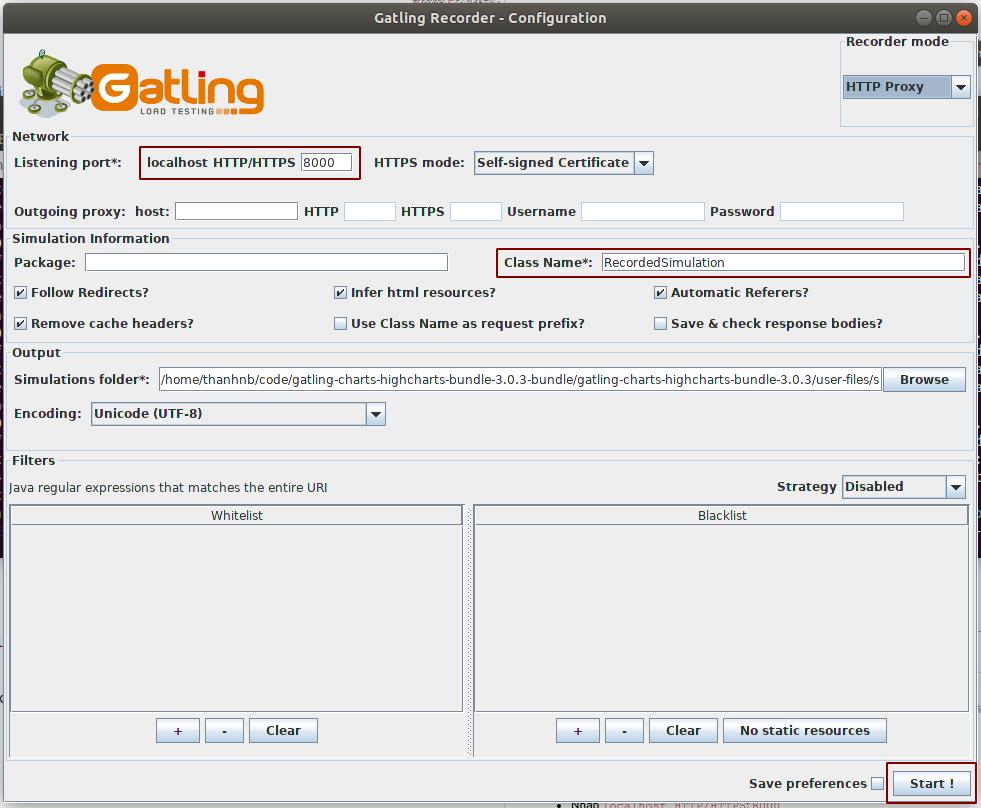 Gatling Recorder - Configuration
Gatling
LOAD TESTING
Recorder mode
HTTP Proxy
Network
Listening port*: localhost HTTP/HTTPS 8000 HTTPS mode: Self-signed Certificate
Outgoing proxy: host: HTTP HTTPS Username Password
Simulation Information
Package: Class Name*: RecordedSimulation
Follow Redirects? Infer html resources? Automatic Referers?
Remove cache headers? Use Class Name as request prefix? Save & check response bodies?
Output
Simulations folder*: /home/thanhnb/code/gatling-charts-highcharts-bundle-3.0.3-bundle/gatling-charts-highcharts-bundle-3.0.3/user-files/s Browse
Encoding: Unicode (UTF-8)
Filters
Java regular expressions that matches the entire URI Strategy Disabled
Whitelist Blacklist
+ - Clear + - Clear No static resources
Save preferences Start !
Nhập localhost HTTP/HTTPS:8000